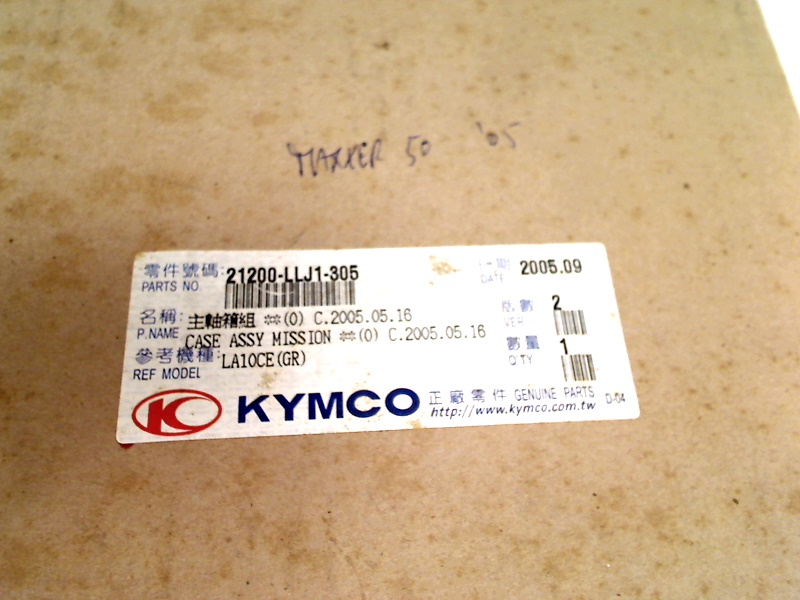 MAXXER 50 '05
零件號碼: 21200-LLJ1-305
PARTS NO.
日期 2005.09
DATE
名稱: 主軸箱組 **(0) C.2005.05.16
P.NAME CASE ASSY MISSION **(0) C.2005.05.16
版數 2
VER.
參考機種: LA10CE(GR)
REF MODEL
數量 1
Q'TY
KYMCO 正廠零件 GENUINE PARTS D-04
http://www.kymco.com.tw